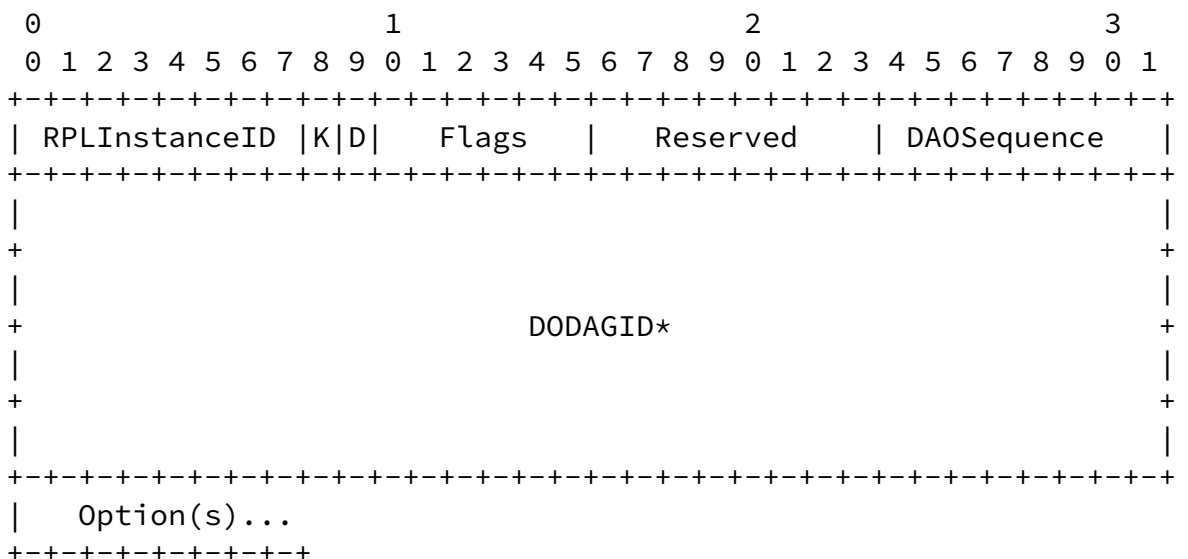 0                   1                   2                   3
 0 1 2 3 4 5 6 7 8 9 0 1 2 3 4 5 6 7 8 9 0 1 2 3 4 5 6 7 8 9 0 1
+-+-+-+-+-+-+-+-+-+-+-+-+-+-+-+-+-+-+-+-+-+-+-+-+-+-+-+-+-+-+-+-+
| RPLInstanceID |K|D|   Flags   |   Reserved    | DAOSequence   |
+-+-+-+-+-+-+-+-+-+-+-+-+-+-+-+-+-+-+-+-+-+-+-+-+-+-+-+-+-+-+-+-+
|                                                               |
+                                                               +
|                                                               |
+                            DODAGID*                           +
|                                                               |
+                                                               +
|                                                               |
+-+-+-+-+-+-+-+-+-+-+-+-+-+-+-+-+-+-+-+-+-+-+-+-+-+-+-+-+-+-+-+-+
|   Option(s)...
+-+-+-+-+-+-+-+-+